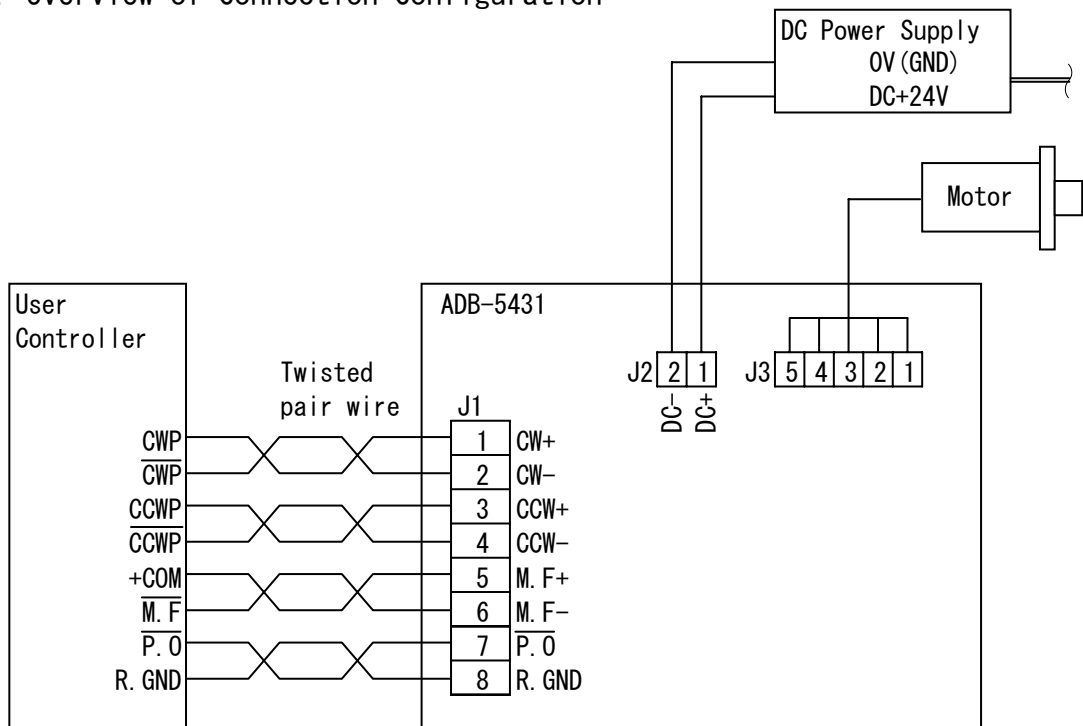 Overview of Connection Configuration
DC Power Supply
0V(GND)
DC+24V
Motor
User
Controller
ADB-5431
Twisted
pair wire
J2 2 1
DC-
DC+
J3 5 4 3 2 1
J1
CWP 1 CW+
C̅W̅P̅ 2 CW-
CCWP 3 CCW+
C̅C̅W̅P̅ 4 CCW-
+COM 5 M.F+
M̅.̅F̅ 6 M.F-
P̅.̅O̅ 7 P̅.̅O̅
R.GND 8 R.GND